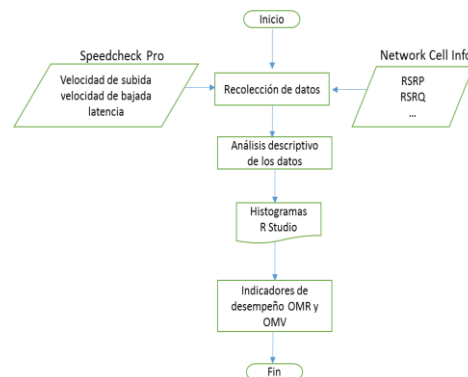 Inicio
Speedcheck Pro
Network Cell Info
Velocidad de subida
velocidad de bajada
latencia
Recolección de datos
RSRP
RSRQ
...
Análisis descriptivo
de los datos
Histogramas
R Studio
Indicadores de
desempeño OMR y
OMV
Fin